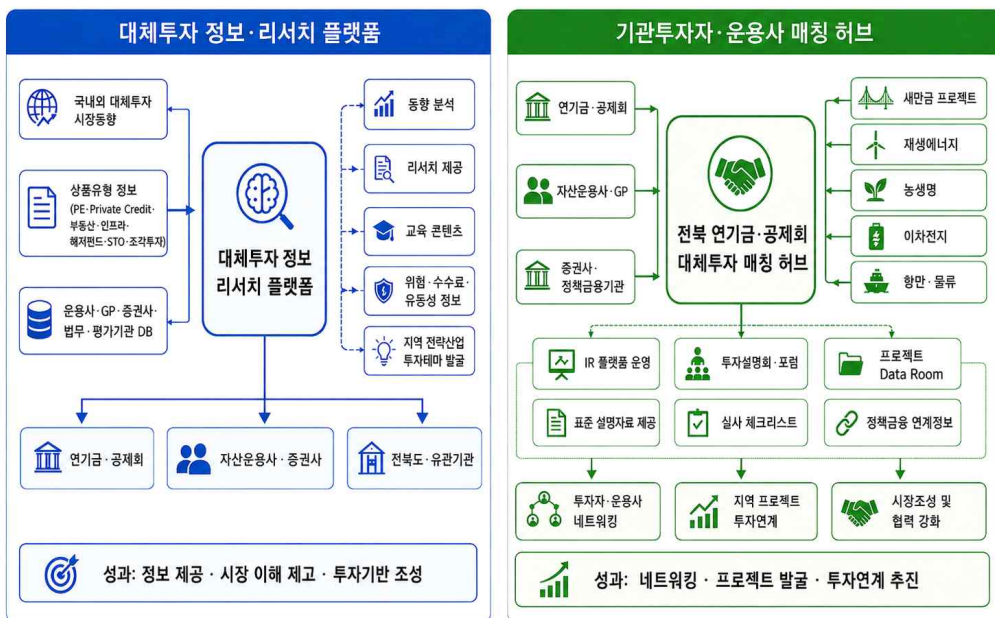 대체투자 정보·리서치 플랫폼
국내외 대체투자
시장동향
상품유형 정보
(PE·Private Credit·
부동산·인프라·
해저펀드·STO·조각투자)
운용사·GP·증권사·
법무·평가기관 DB
대체투자 정보
리서치 플랫폼
동향 분석
리서치 제공
교육 콘텐츠
위험·수수료·
유동성 정보
지역 전략산업
투자테마 발굴
연기금·공제회
자산운용사·증권사
전북도·유관기관
성과: 정보 제공·시장 이해 제고·투자기반 조성
기관투자자·운용사 매칭 허브
연기금·공제회
자산운용사·GP
증권사·
정책금융기관
전북 연기금·공제회
대체투자 매칭 허브
새만금 프로젝트
재생에너지
농생명
이차전지
항만·물류
IR 플랫폼 운영
투자설명회·포럼
프로젝트
Data Room
표준 설명자료 제공
실사 체크리스트
정책금융 연계정보
투자자·운용사
네트워킹
지역 프로젝트
투자연계
시장조성 및
협력 강화
성과: 네트워킹·프로젝트 발굴·투자연계 추진